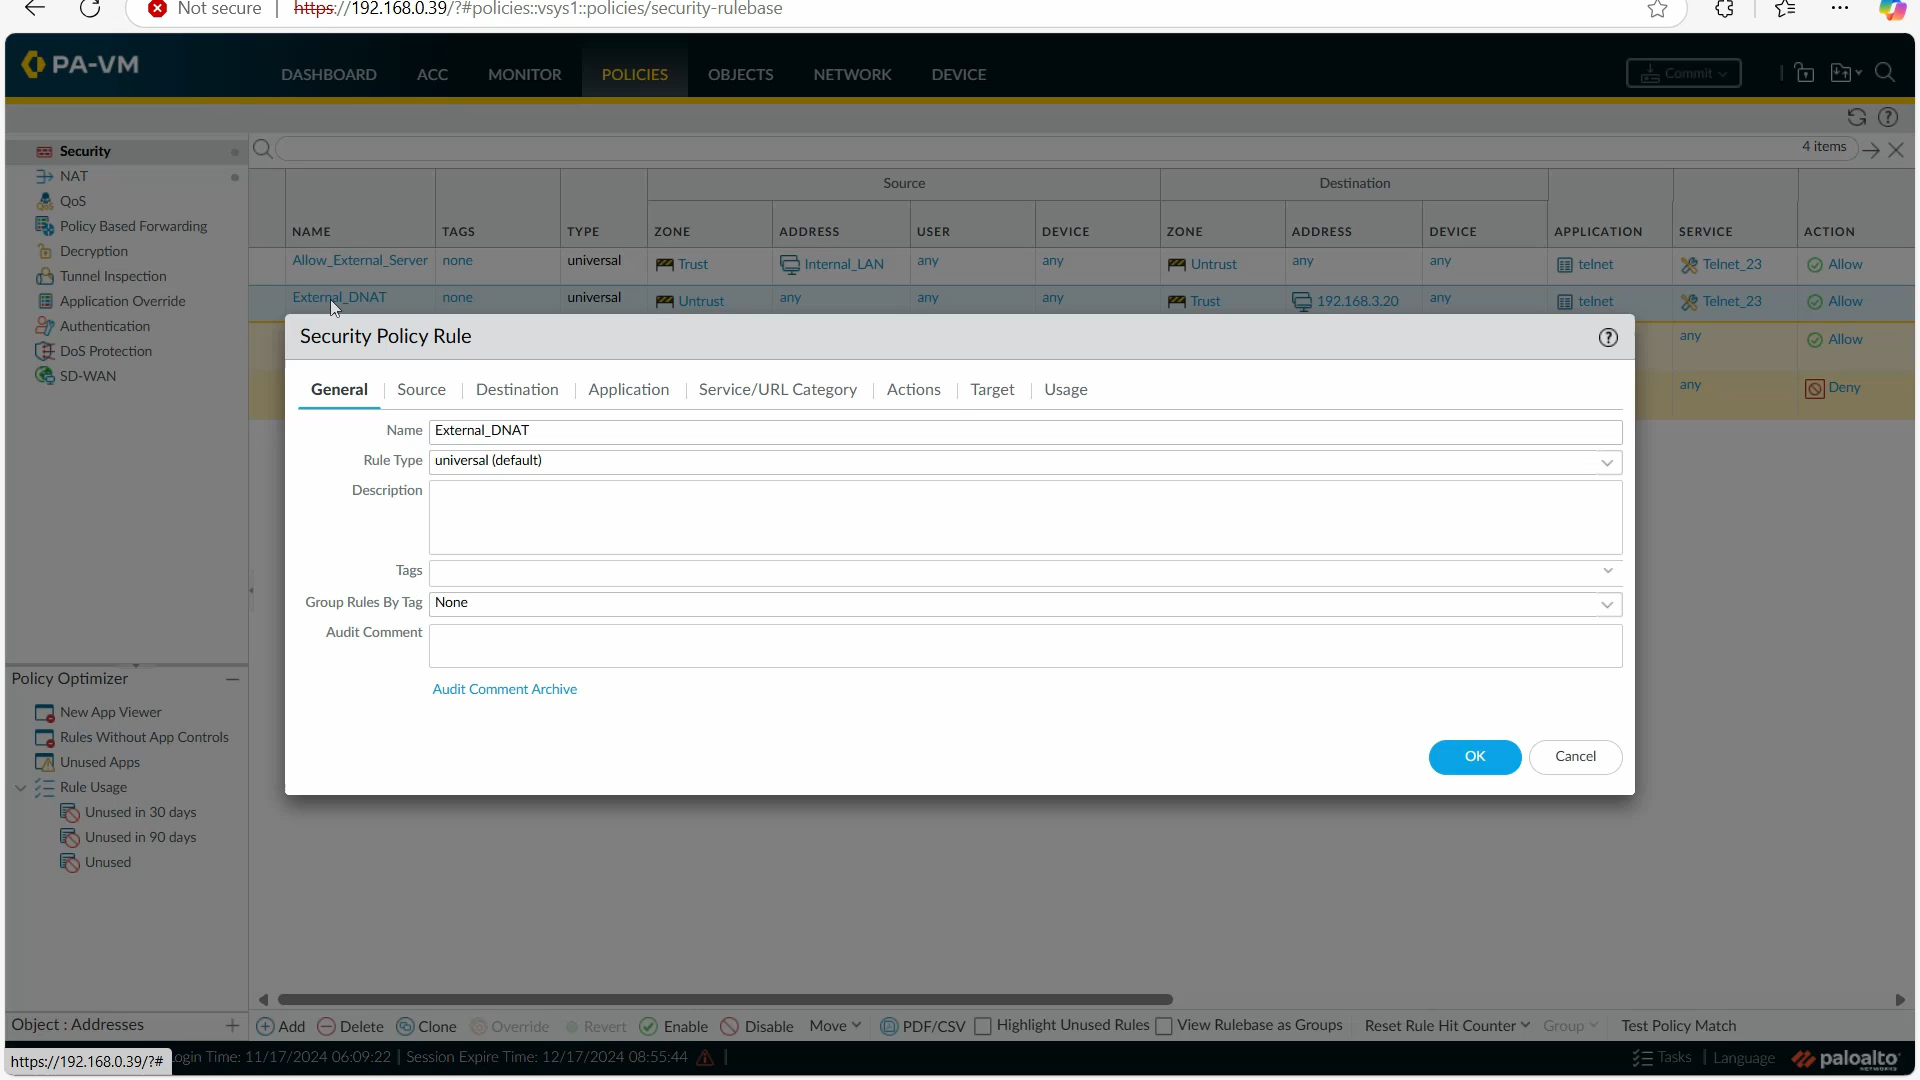 Not secure | https://192.168.0.39/?#policies::vsys1::policies/security-rulebase
PA-VM
DASHBOARD ACC MONITOR POLICIES OBJECTS NETWORK DEVICE
Commit
Security
NAT
QoS
Policy Based Forwarding
Decryption
Tunnel Inspection
Application Override
Authentication
DoS Protection
SD-WAN
4 items
Source Destination
NAME TAGS TYPE ZONE ADDRESS USER DEVICE ZONE ADDRESS DEVICE APPLICATION SERVICE ACTION
Allow_External_Server none universal Trust Internal_LAN any any Untrust any any telnet Telnet_23 Allow
External_DNAT none universal Untrust any any any Trust 192.168.3.20 any telnet Telnet_23 Allow
any Allow
any Deny
Security Policy Rule
General | Source | Destination | Application | Service/URL Category | Actions | Target | Usage
Name External_DNAT
Rule Type universal (default)
Description
Tags
Group Rules By Tag None
Audit Comment
Audit Comment Archive
OK Cancel
Policy Optimizer
New App Viewer
Rules Without App Controls
Unused Apps
Rule Usage
Unused in 30 days
Unused in 90 days
Unused
Object : Addresses
Add Delete Clone Override Revert Enable Disable Move PDF/CSV Highlight Unused Rules View Rulebase as Groups Reset Rule Hit Counter Group Test Policy Match
https://192.168.0.39/?#
Time: 11/17/2024 06:09:22 | Session Expire Time: 12/17/2024 08:55:44 |
Tasks | Language paloalto
NETWORKS